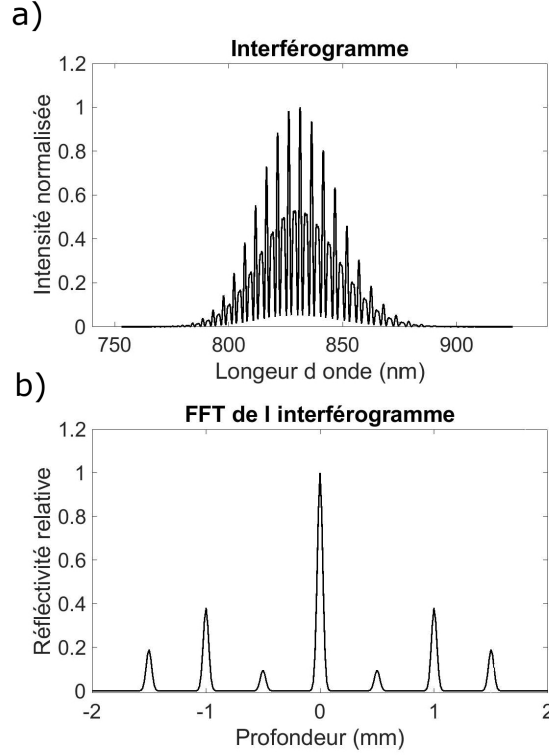 a)
Interférogramme
1.2
1
0.8
0.6
0.4
0.2
0
Intensité normalisée
750 800 850 900
Longeur d onde (nm)
b)
FFT de l interférogramme
1.2
1
0.8
0.6
0.4
0.2
0
Réfléctivité relative
-2 -1 0 1 2
Profondeur (mm)